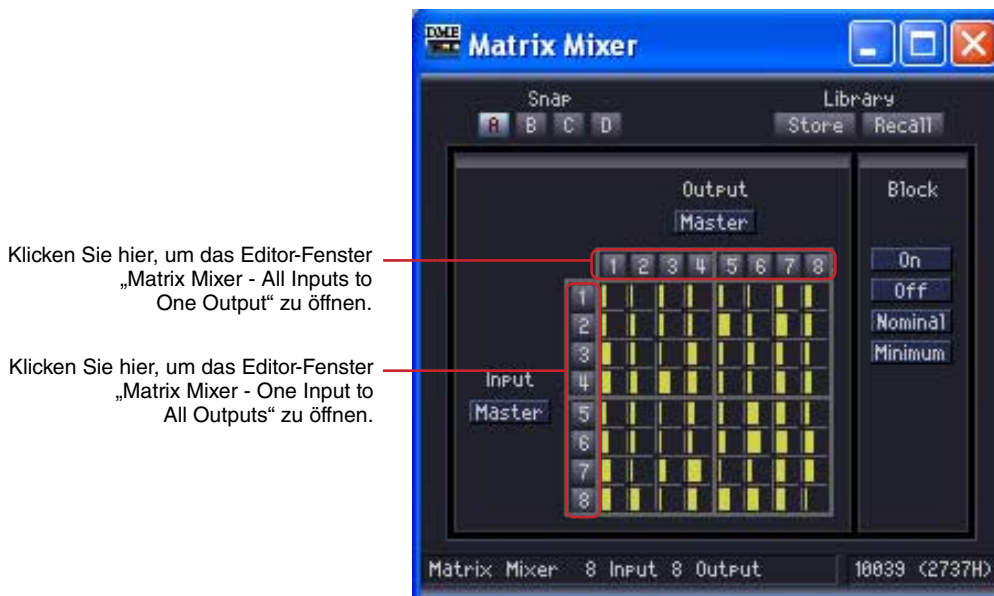 DME
Matrix Mixer
Snap
Library
A B C D
Store Recall
Output
Block
Master
Klicken Sie hier, um das Editor-Fenster
„Matrix Mixer - All Inputs to
One Output“ zu öffnen.
1 2 3 4 5 6 7 8
On
Off
Nominal
Minimum
1
2
3
4
5
6
7
8
Klicken Sie hier, um das Editor-Fenster
„Matrix Mixer - One Input to
All Outputs“ zu öffnen.
Input
Master
Matrix Mixer 8 Input 8 Output
10039 (2737H)